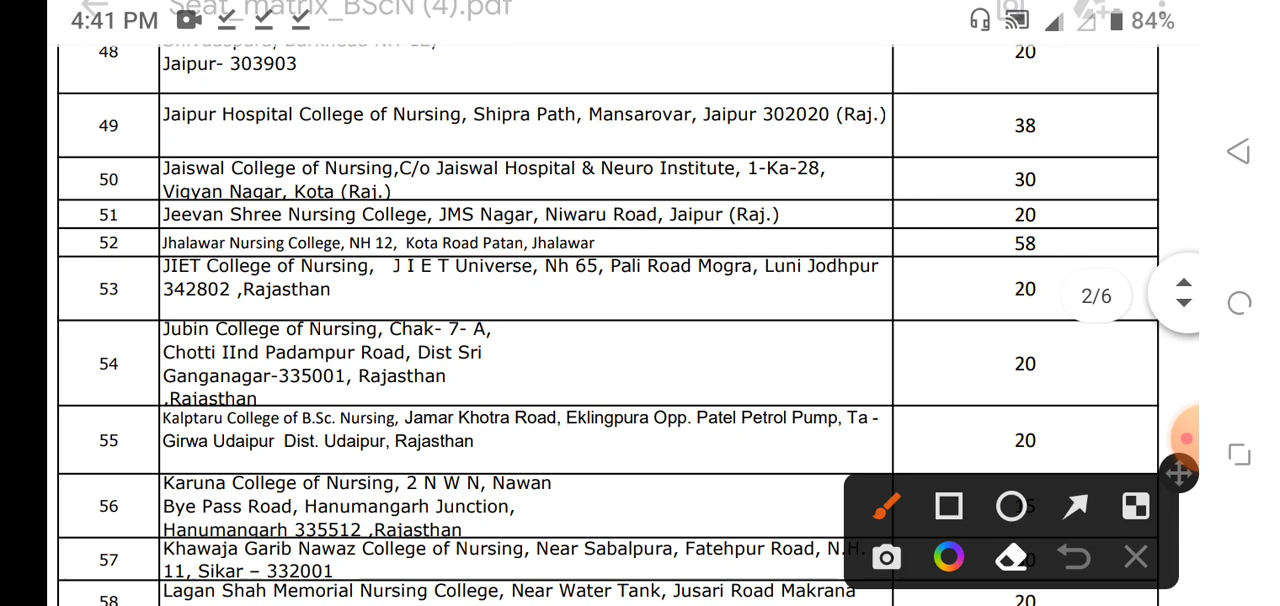 Seat_matrix_BScN (4).pdf
4:41 PM
84%
48
Jaipur- 303903
20
49
Jaipur Hospital College of Nursing, Shipra Path, Mansarovar, Jaipur 302020 (Raj.)
38
50
Jaiswal College of Nursing,C/o Jaiswal Hospital & Neuro Institute, 1-Ka-28,
Vigyan Nagar, Kota (Raj.)
30
51
Jeevan Shree Nursing College, JMS Nagar, Niwaru Road, Jaipur (Raj.)
20
52
Jhalawar Nursing College, NH 12, Kota Road Patan, Jhalawar
58
53
JIET College of Nursing, J I E T Universe, Nh 65, Pali Road Mogra, Luni Jodhpur
342802 ,Rajasthan
20
2/6
54
Jubin College of Nursing, Chak- 7- A,
Chotti IInd Padampur Road, Dist Sri
Ganganagar-335001, Rajasthan
,Rajasthan
20
55
Kalptaru College of B.Sc. Nursing, Jamar Khotra Road, Eklingpura Opp. Patel Petrol Pump, Ta -
Girwa Udaipur Dist. Udaipur, Rajasthan
20
56
Karuna College of Nursing, 2 N W N, Nawan
Bye Pass Road, Hanumangarh Junction,
Hanumangarh 335512 ,Rajasthan
57
Khawaja Garib Nawaz College of Nursing, Near Sabalpura, Fatehpur Road, N.H.
11, Sikar – 332001
58
Lagan Shah Memorial Nursing College, Near Water Tank, Jusari Road Makrana
20